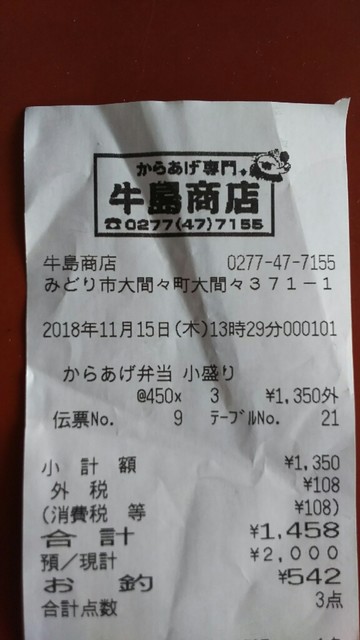 からあげ専門
牛島商店
☎0277(47)7155
牛島商店 0277-47-7155
みどり市大間々町大間々371-1
2018年11月15日(木)13時29分000101
からあげ弁当 小盛り
@450x 3 ¥1,350外
伝票No. 9 テーブルNo. 21
小計額 ¥1,350
外税 ¥108
(消費税 等 ¥108)
合計 ¥1,458
預/現計 ¥2,000
お釣 ¥542
合計点数 3点